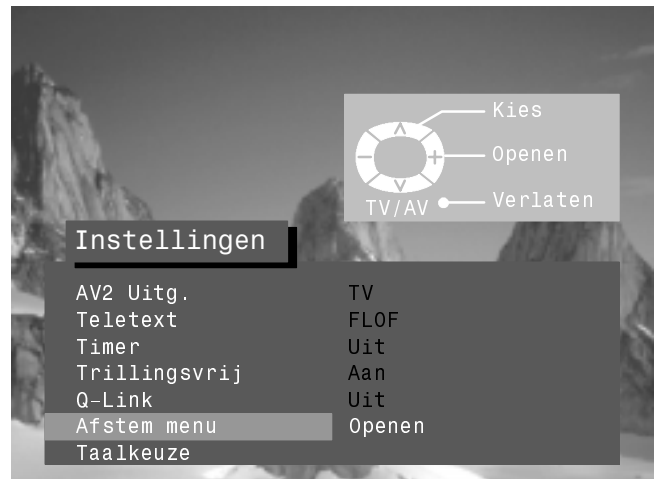 Kies
Openen
TV/AV Verlaten
Instellingen
AV2 Uitg. TV
Teletext FLOF
Timer Uit
Trillingsvrij Aan
Q-Link Uit
Afstem menu Openen
Taalkeuze